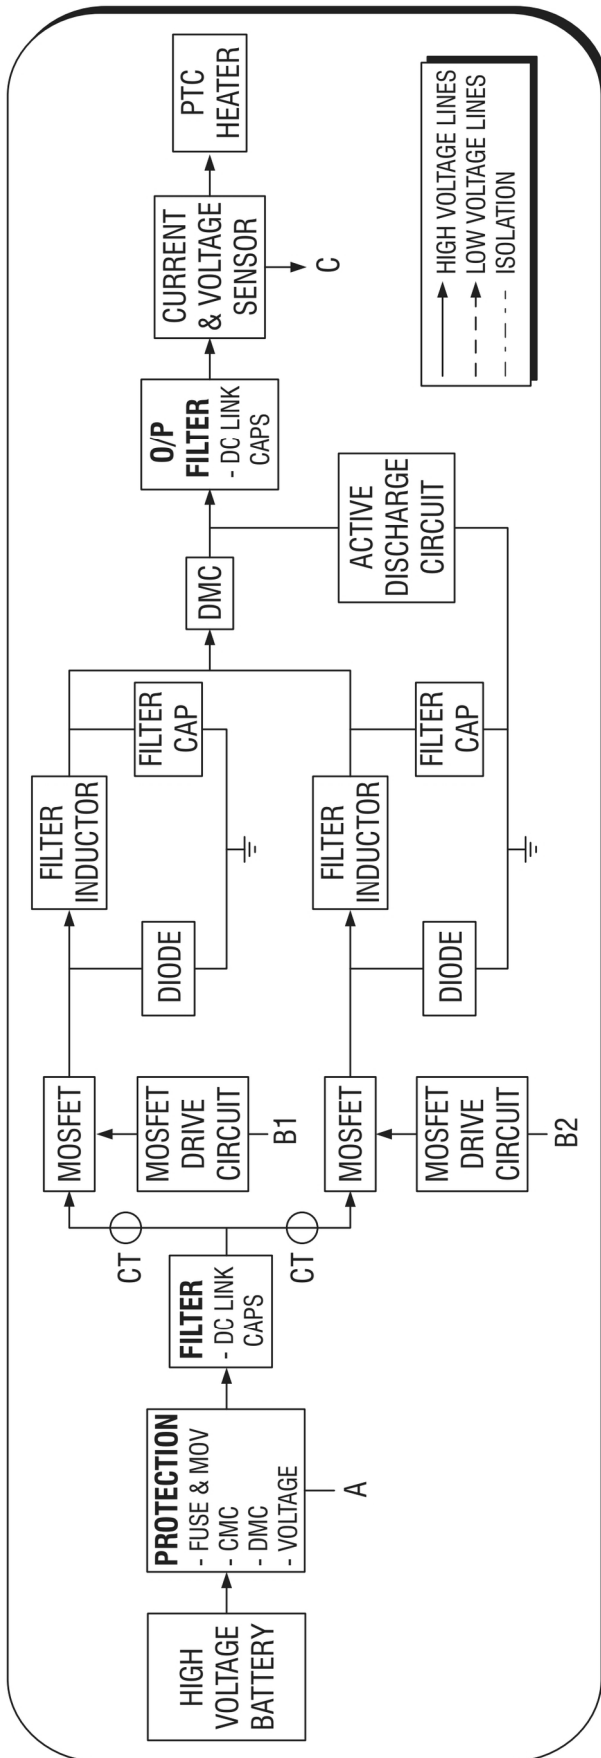 HIGH
VOLTAGE
BATTERY
PROTECTION
- FUSE & MOV
- CMC
- DMC
- VOLTAGE
A
FILTER
- DC LINK
CAPS
CT
CT
MOSFET
MOSFET
DRIVE
CIRCUIT
B1
MOSFET
MOSFET
DRIVE
CIRCUIT
B2
DIODE
DIODE
FILTER
INDUCTOR
FILTER
CAP
FILTER
INDUCTOR
FILTER
CAP
DMC
ACTIVE
DISCHARGE
CIRCUIT
O/P
FILTER
- DC LINK
CAPS
CURRENT
& VOLTAGE
SENSOR
C
PTC
HEATER
HIGH VOLTAGE LINES
LOW VOLTAGE LINES
ISOLATION